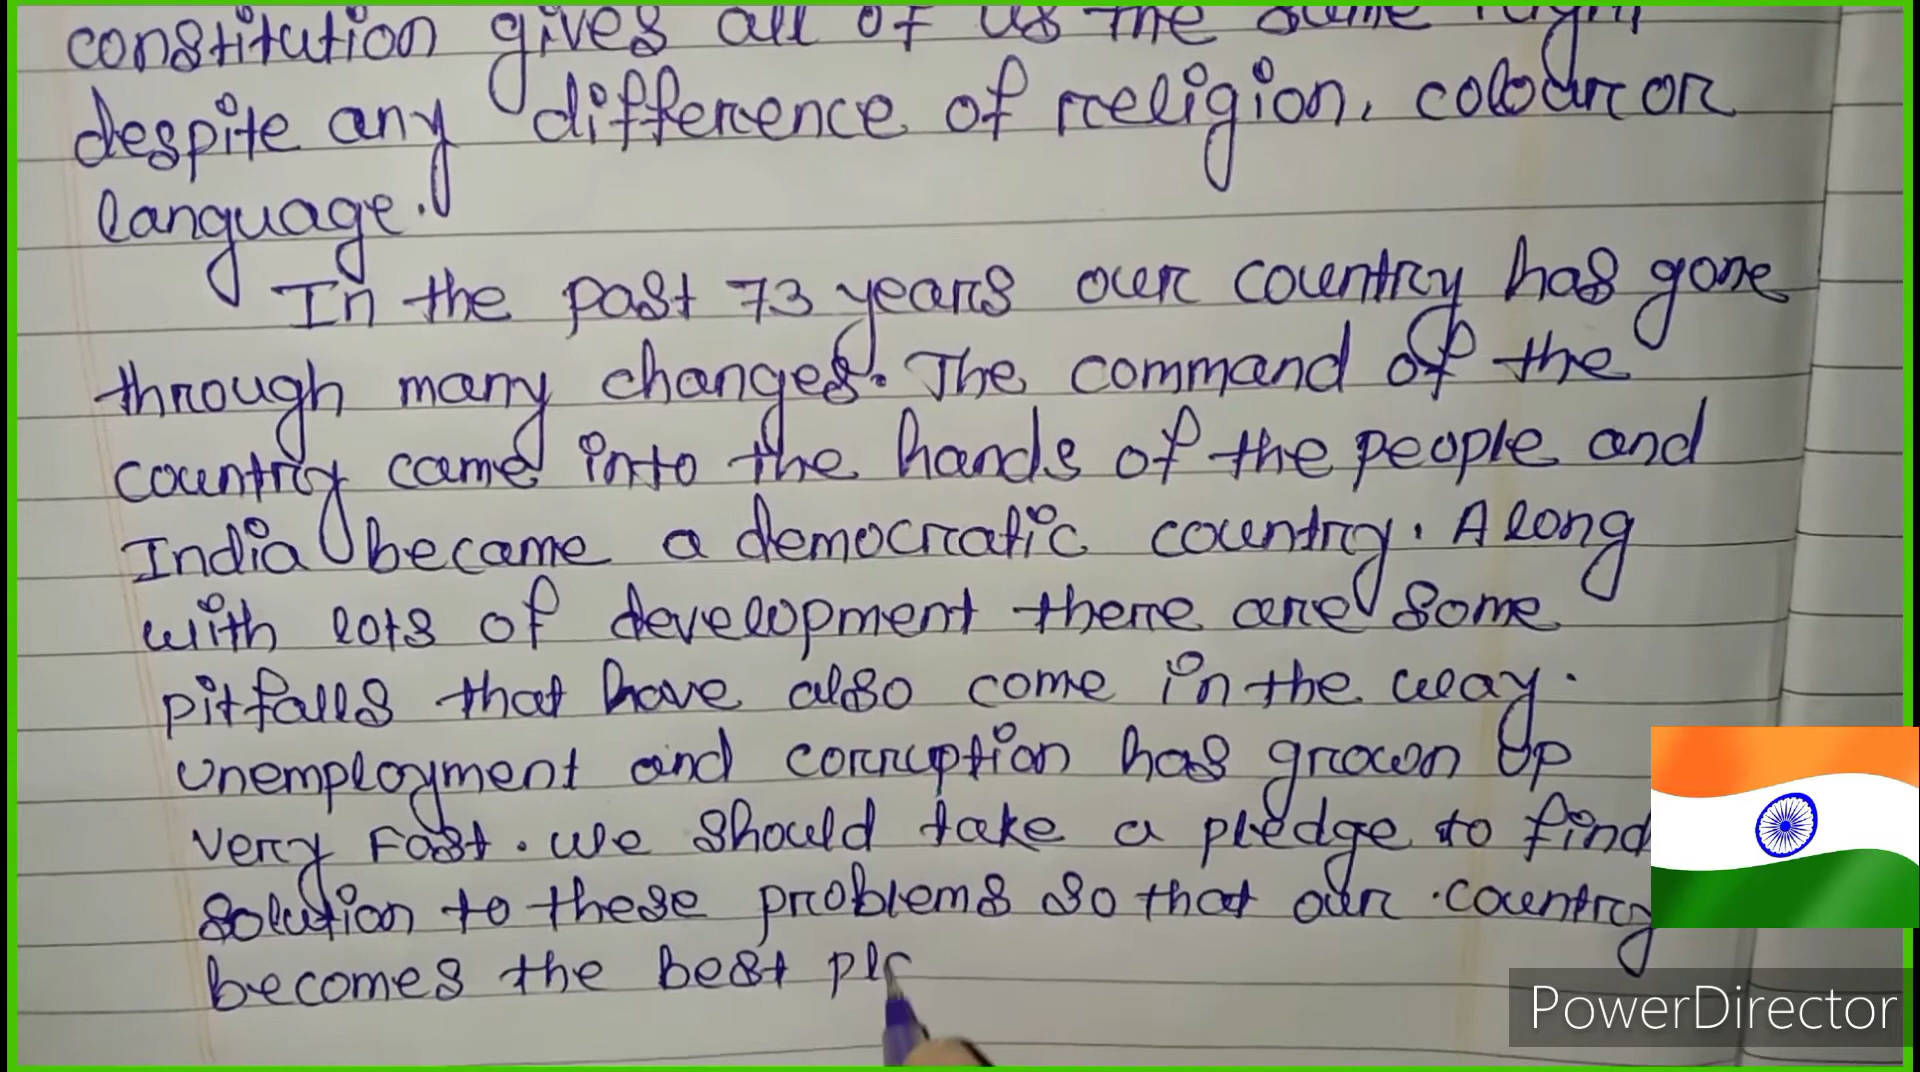 constitution gives all of us the same right
despite any difference of religion, colour or
language.
In the past 73 years our country has gone
through many changes. The command of the
country came into the hands of the people and
India became a democratic country. Along
with lots of development there are some
pitfalls that have also come in the way.
Unemployment and corruption has grown up
very fast. We should take a pledge to find
solution to these problems so that our country
becomes the best pla
PowerDirector